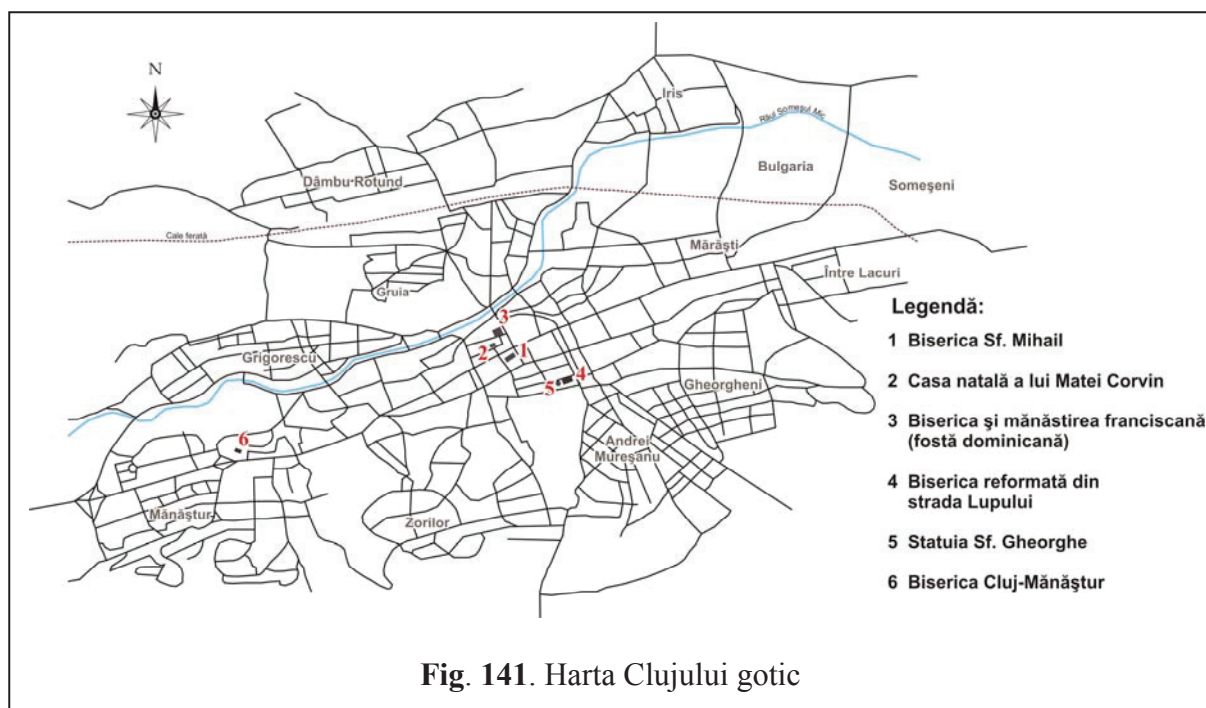 N
Iris
Râul Someşul Mic
Bulgaria
Someşeni
Dâmbu Rotund
Cale ferată
Mărăşti
Între Lacuri
Gruia
Grigorescu
Gheorgheni
Andrei
Mureşanu
Mănăştur
Zorilor
3
2
1
5
4
6
Legendă:
1 Biserica Sf. Mihail
2 Casa natală a lui Matei Corvin
3 Biserica şi mănăstirea franciscană
(fostă dominicană)
4 Biserica reformată din
strada Lupului
5 Statuia Sf. Gheorghe
6 Biserica Cluj-Mănăştur
Fig. 141. Harta Clujului gotic